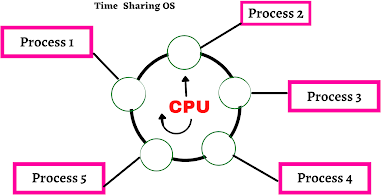 Time Sharing OS
Process 2
Process 1
Process 3
CPU
Process 5
Process 4